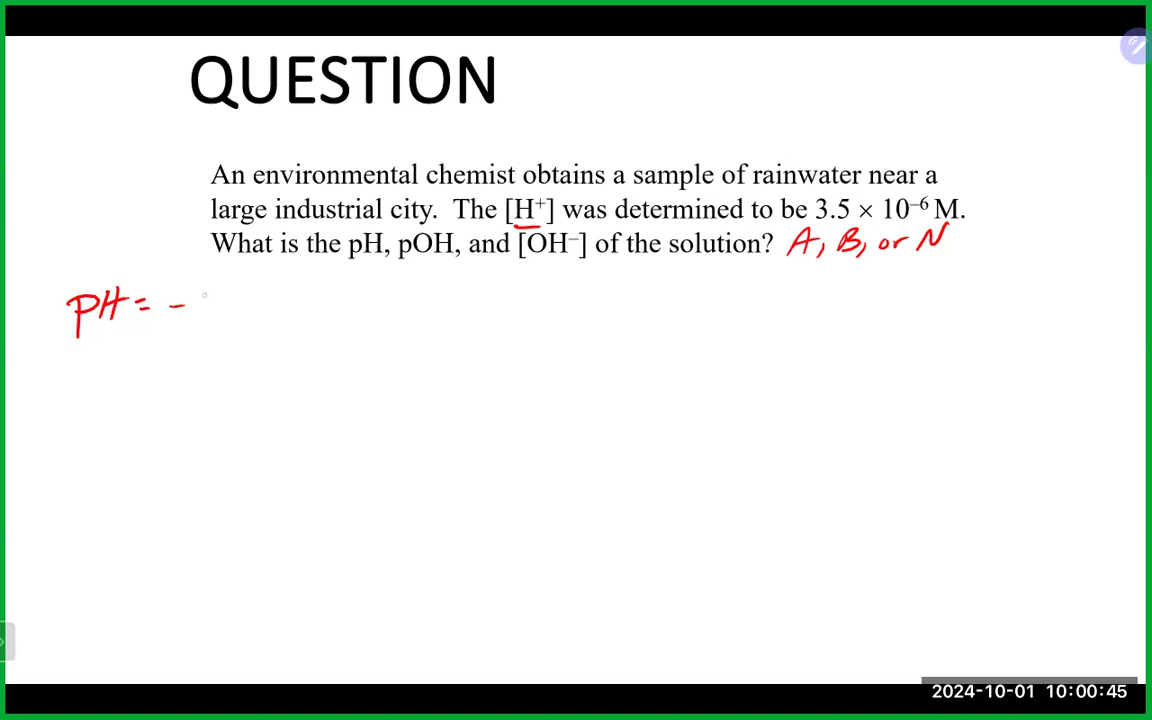 QUESTION
An environmental chemist obtains a sample of rainwater near a
large industrial city. The [H⁺] was determined to be 3.5 × 10⁻⁶ M.
What is the pH, pOH, and [OH⁻] of the solution? A, B, or N
pH = -
2024-10-01 10:00:45